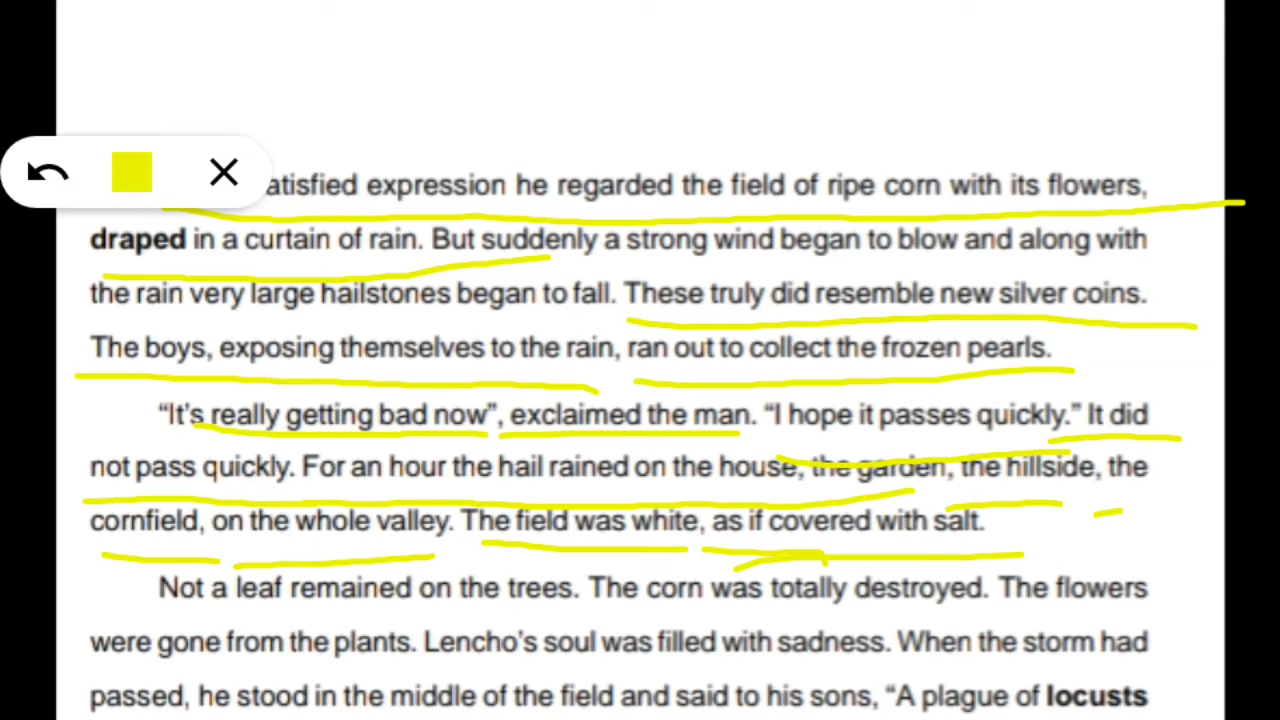 atisfied expression he regarded the field of ripe corn with its flowers,
draped in a curtain of rain. But suddenly a strong wind began to blow and along with
the rain very large hailstones began to fall. These truly did resemble new silver coins.
The boys, exposing themselves to the rain, ran out to collect the frozen pearls.
“It’s really getting bad now”, exclaimed the man. “I hope it passes quickly.” It did
not pass quickly. For an hour the hail rained on the house, the garden, the hillside, the
cornfield, on the whole valley. The field was white, as if covered with salt.
Not a leaf remained on the trees. The corn was totally destroyed. The flowers
were gone from the plants. Lencho’s soul was filled with sadness. When the storm had
passed, he stood in the middle of the field and said to his sons, “A plague of locusts